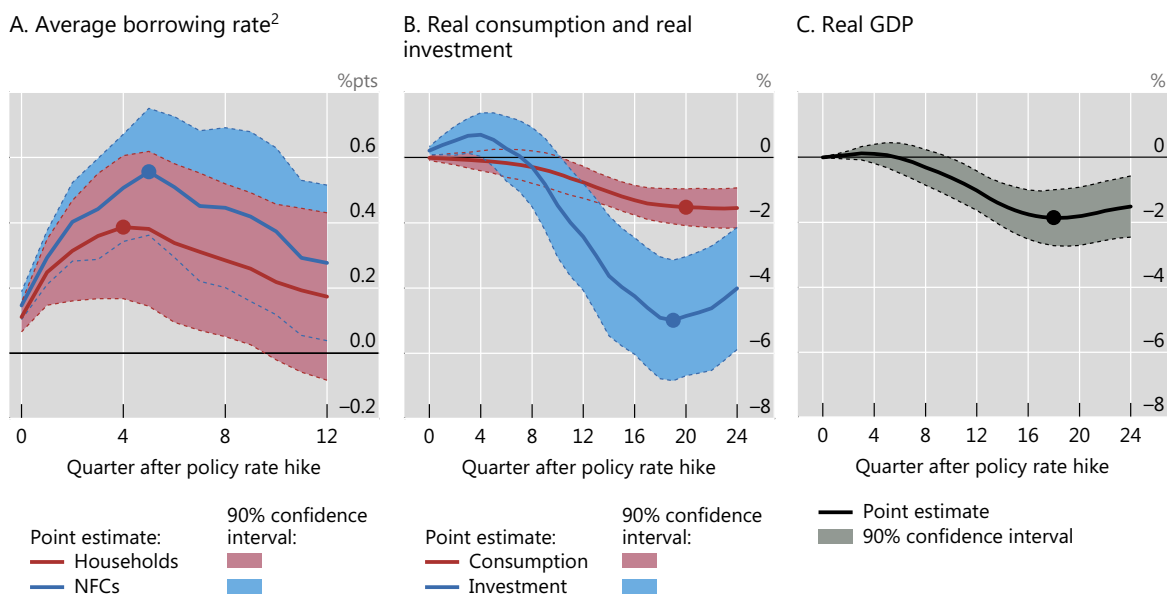 A. Average borrowing rate2
%pts
0.6
0.4
0.2
0.0
–0.2
0 4 8 12
Quarter after policy rate hike
Point estimate:
90% confidence
interval:
Households
NFCs
B. Real consumption and real
investment
%
0
–2
–4
–6
–8
0 4 8 12 16 20 24
Quarter after policy rate hike
Point estimate:
90% confidence
interval:
Consumption
Investment
C. Real GDP
%
0
–2
–4
–6
–8
0 4 8 12 16 20 24
Quarter after policy rate hike
Point estimate
90% confidence interval